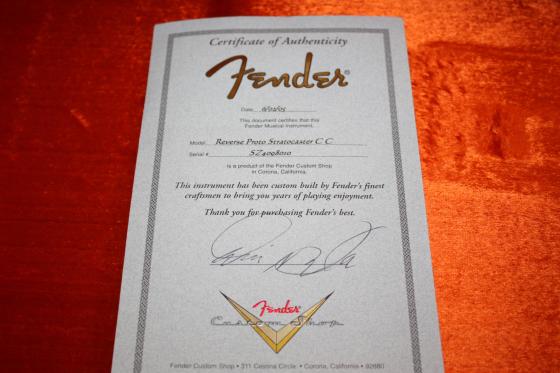 Certificate of Authenticity
Fender
Date:
This document certifies that this
Fender Musical Instrument,
Model: Reverse Proto Stratocaster C C
Serial # SZ4098010
is a product of the Fender Custom Shop
in Corona, California.
This instrument has been custom built by Fender's finest
craftsmen to bring you years of playing enjoyment.
Thank you for purchasing Fender's best.
Fender
Custom Shop
Fender Custom Shop • 311 Cessna Circle • Corona, California • 92880